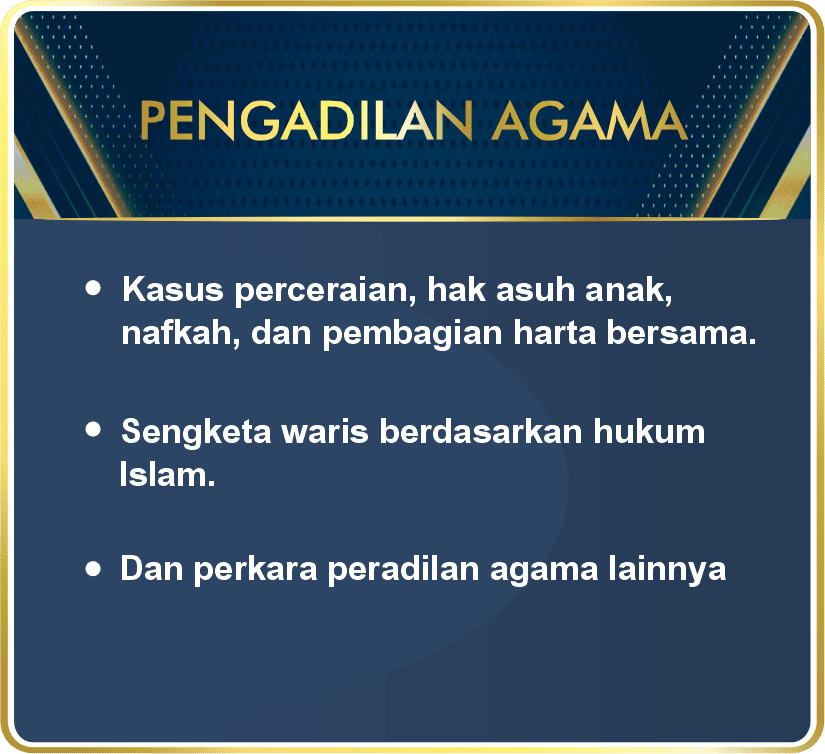 PENGADILAN AGAMA
• Kasus perceraian, hak asuh anak,
nafkah, dan pembagian harta bersama.
• Sengketa waris berdasarkan hukum
Islam.
• Dan perkara peradilan agama lainnya